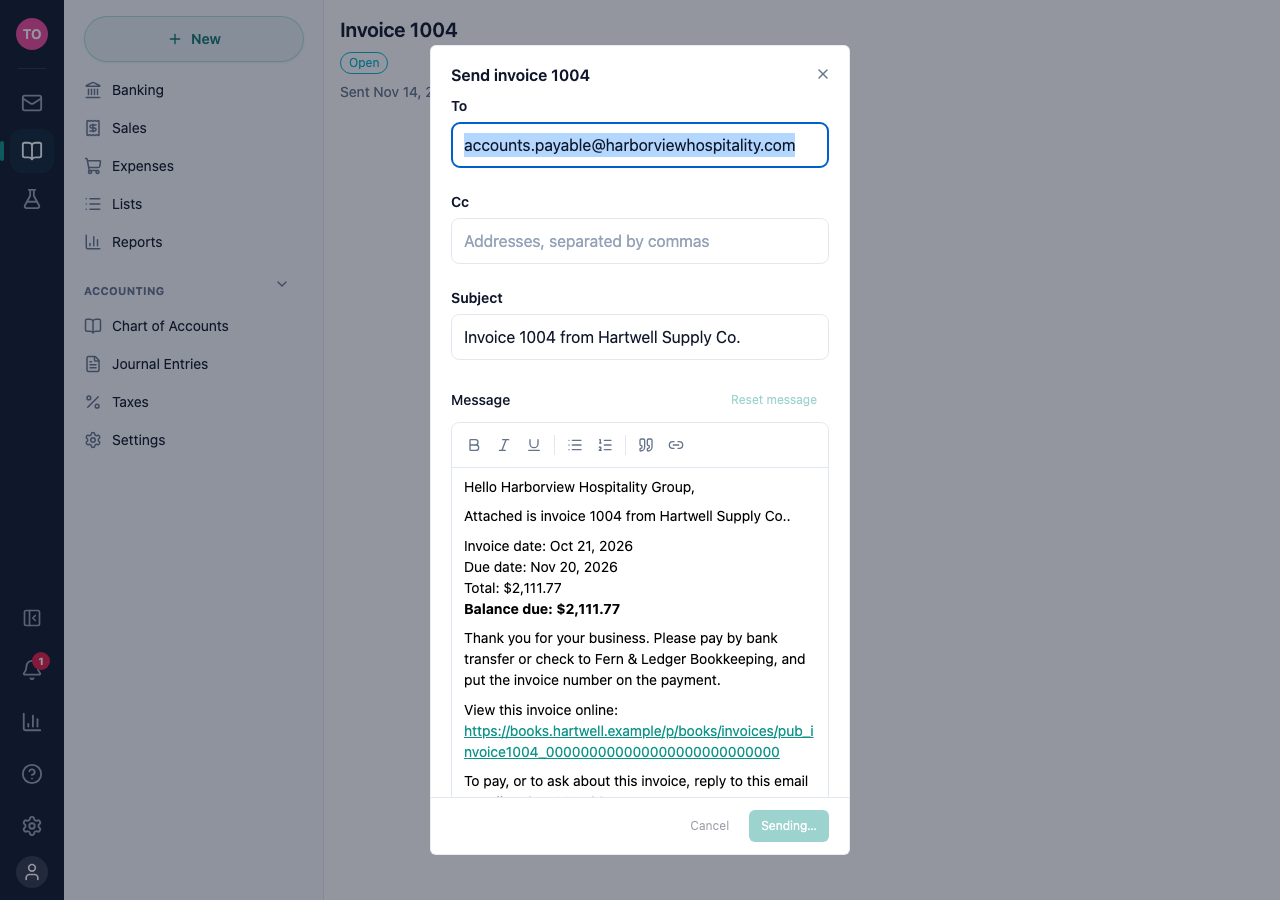 TO
New
Banking
Sales
Expenses
Lists
Reports
ACCOUNTING
Chart of Accounts
Journal Entries
Taxes
Settings
1
Invoice 1004
Open
Sent Nov 14, 2
Send invoice 1004
To
accounts.payable@harborviewhospitality.com
Cc
Addresses, separated by commas
Subject
Invoice 1004 from Hartwell Supply Co.
Message
Reset message
Hello Harborview Hospitality Group,
Attached is invoice 1004 from Hartwell Supply Co..
Invoice date: Oct 21, 2026
Due date: Nov 20, 2026
Total: $2,111.77
Balance due: $2,111.77
Thank you for your business. Please pay by bank
transfer or check to Fern & Ledger Bookkeeping, and
put the invoice number on the payment.
View this invoice online:
https://books.hartwell.example/p/books/invoices/pub_i
nvoice1004_000000000000000000000000000
To pay, or to ask about this invoice, reply to this email
Cancel
Sending...